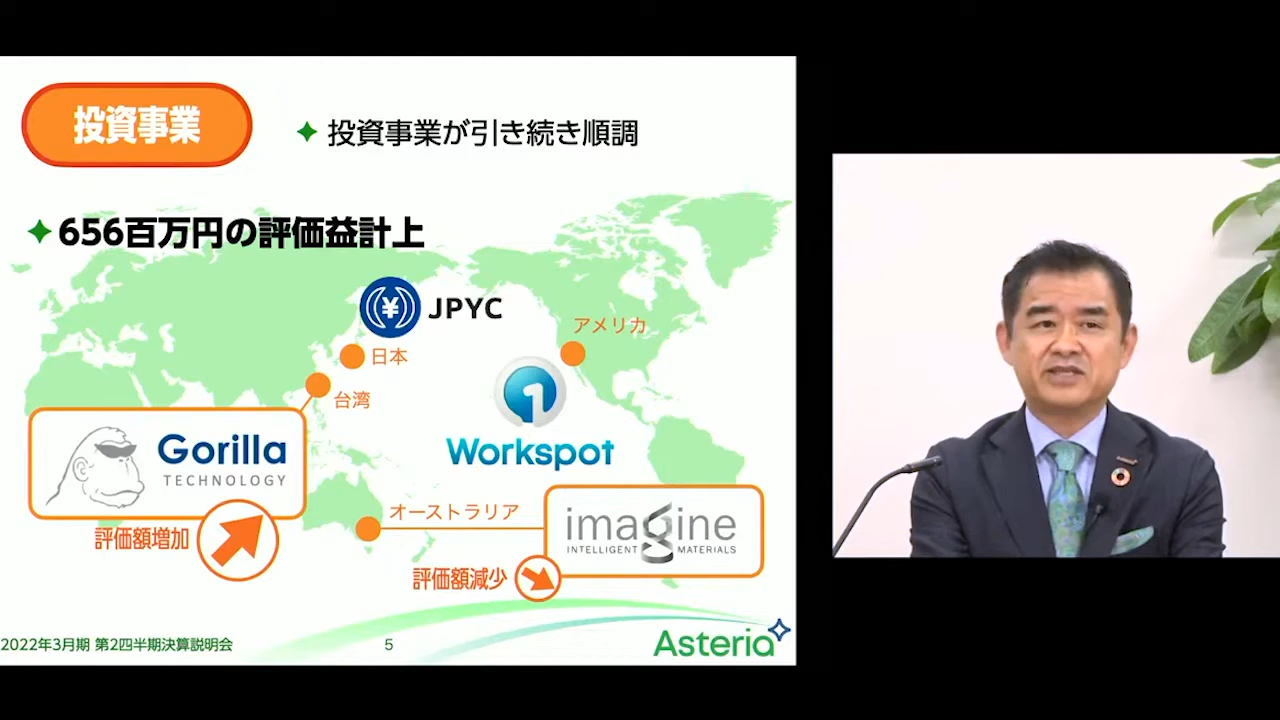 投資事業
投資事業が引き続き順調
656百万円の評価益計上
JPYC
アメリカ
日本
台湾
Gorilla
TECHNOLOGY
Workspot
オーストラリア
imagine
INTELLIGENT MATERIALS
評価額増加
評価額減少
2022年3月期 第2四半期決算説明会
5
Asteria